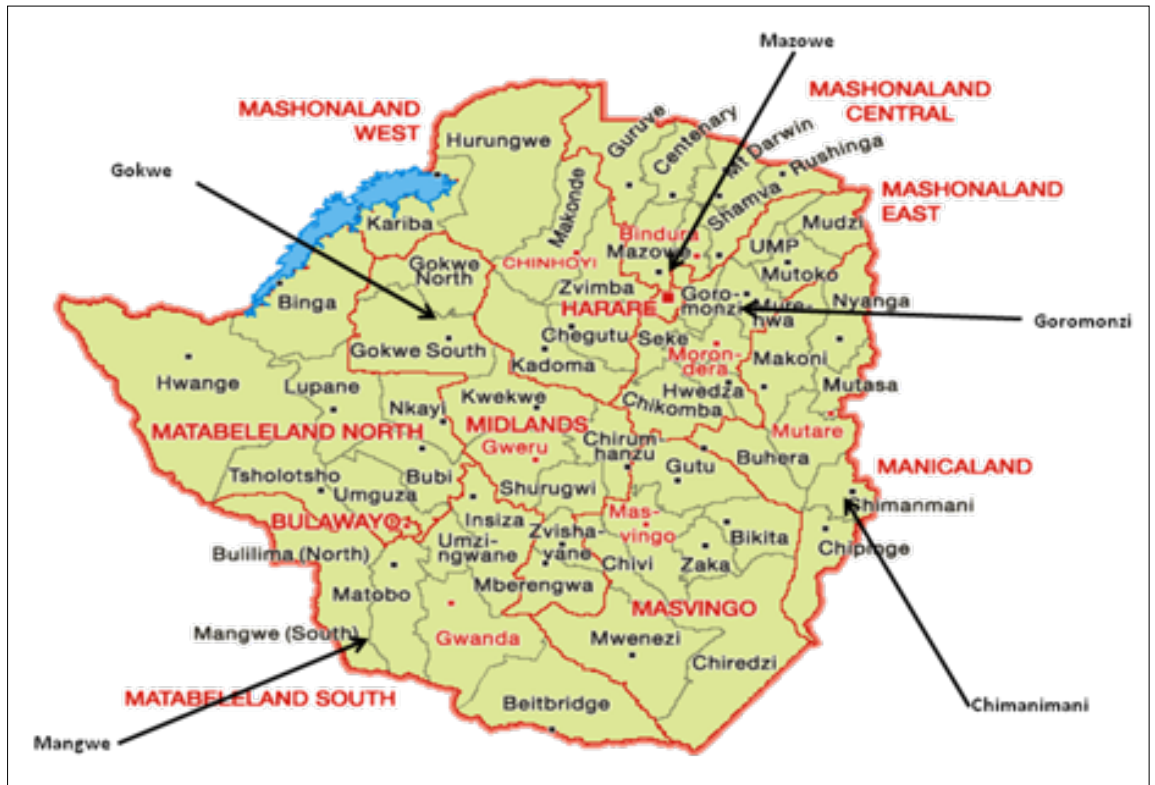 Mazowe
MASHONALAND
CENTRAL
MASHONALAND
WEST
Hurungwe
Guruve
Centenary
Mt Darwin
Rushinga
Gokwe
MASHONALAND
EAST
Makonde
Shamva
Mudzi
Kariba
Bindura
UMP
Mazowe
CHINHOYI
Gokwe
North
Mutoko
Binga
Zvimba
HARARE
Goro-
monzi
Mure-
hwa
Nyanga
Goromonzi
Chegutu
Seke
Gokwe South
Moron-
dera
Kadoma
Makoni
Hwange
Lupane
Mutasa
Hwedza
Nkayi
Kwekwe
Chikomba
MATABELELAND NORTH
MIDLANDS
Mutare
Gweru
Chirum-
hanzu
Buhera
Gutu
MANICALAND
Tsholotsho
Bubi
Umguza
Shurugwi
Shimanmani
Mas-
vingo
BULAWAYO
Insiza
Zvisha-
vane
Bikita
Umzi-
ngwane
Chipinge
Bulilima (North)
Chivi
Zaka
Mberengwa
Matobo
MASVINGO
Mangwe (South)
Gwanda
Mwenezi
Chiredzi
MATABELELAND SOUTH
Beitbridge
Chimanimani
Mangwe